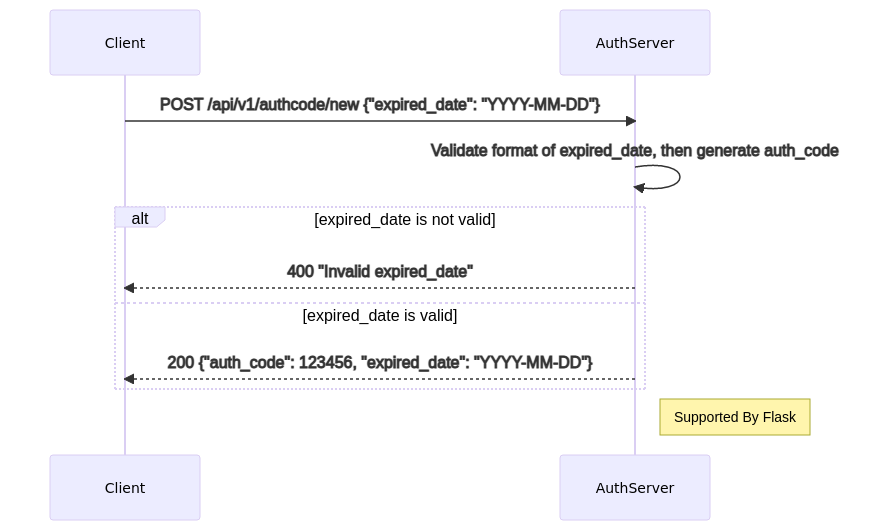 Client
AuthServer
POST /api/v1/authcode/new {"expired_date": "YYYY-MM-DD"}
Validate format of expired_date, then generate auth_code
alt
[expired_date is not valid]
400 "Invalid expired_date"
[expired_date is valid]
200 {"auth_code": 123456, "expired_date": "YYYY-MM-DD"}
Supported By Flask
Client
AuthServer